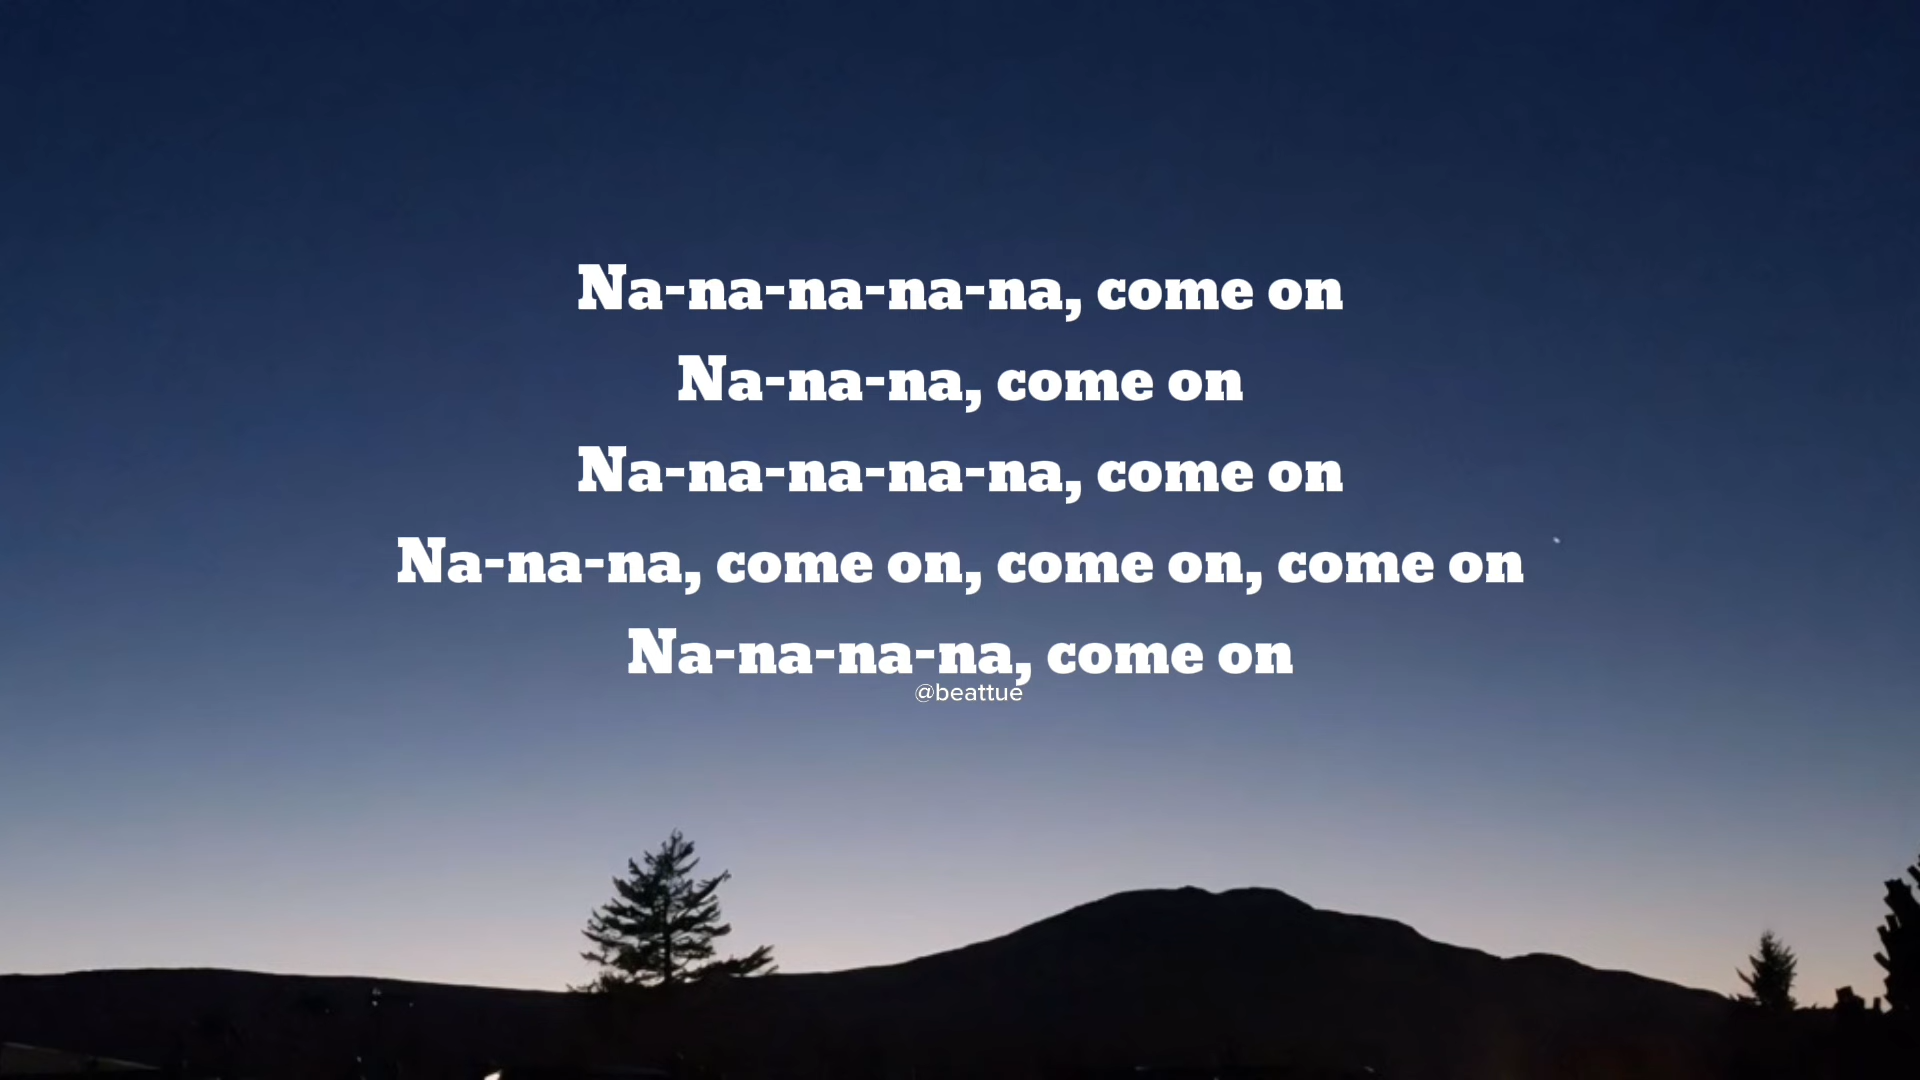 Na-na-na-na-na, come on
Na-na-na, come on
Na-na-na-na-na, come on
Na-na-na, come on, come on, come on
Na-na-na-na, come on
@beattue